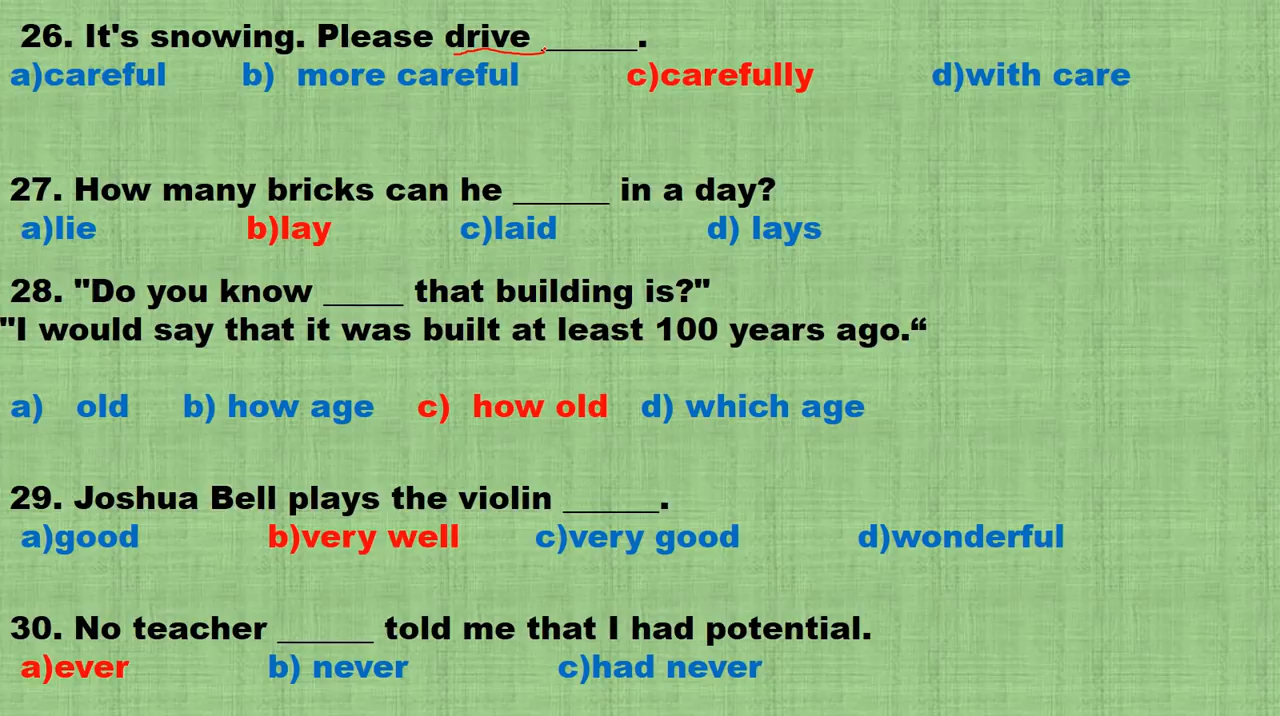 26. It's snowing. Please drive ______.
a)careful b) more careful c)carefully d)with care
27. How many bricks can he ______ in a day?
a)lie b)lay c)laid d) lays
28. "Do you know _____ that building is?"
"I would say that it was built at least 100 years ago.“
a) old b) how age c) how old d) which age
29. Joshua Bell plays the violin ______.
a)good b)very well c)very good d)wonderful
30. No teacher ______ told me that I had potential.
a)ever b) never c)had never